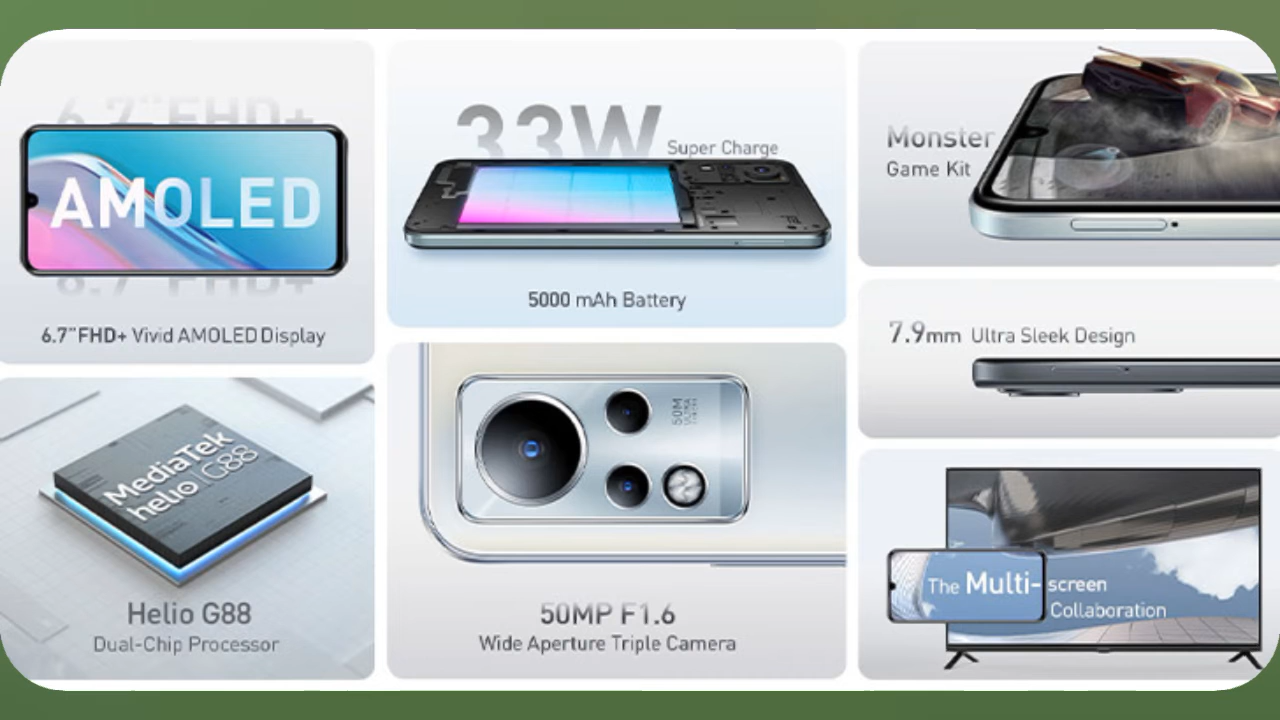 6.7"FHD+
AMOLED
6.7"FHD+ Vivid AMOLED Display
MediaTek
helio G88
Helio G88
Dual-Chip Processor
33W Super Charge
5000 mAh Battery
50M
ULTRA
50MP F1.6
Wide Aperture Triple Camera
Monster
Game Kit
7.9mm Ultra Sleek Design
The Multi-screen
Collaboration